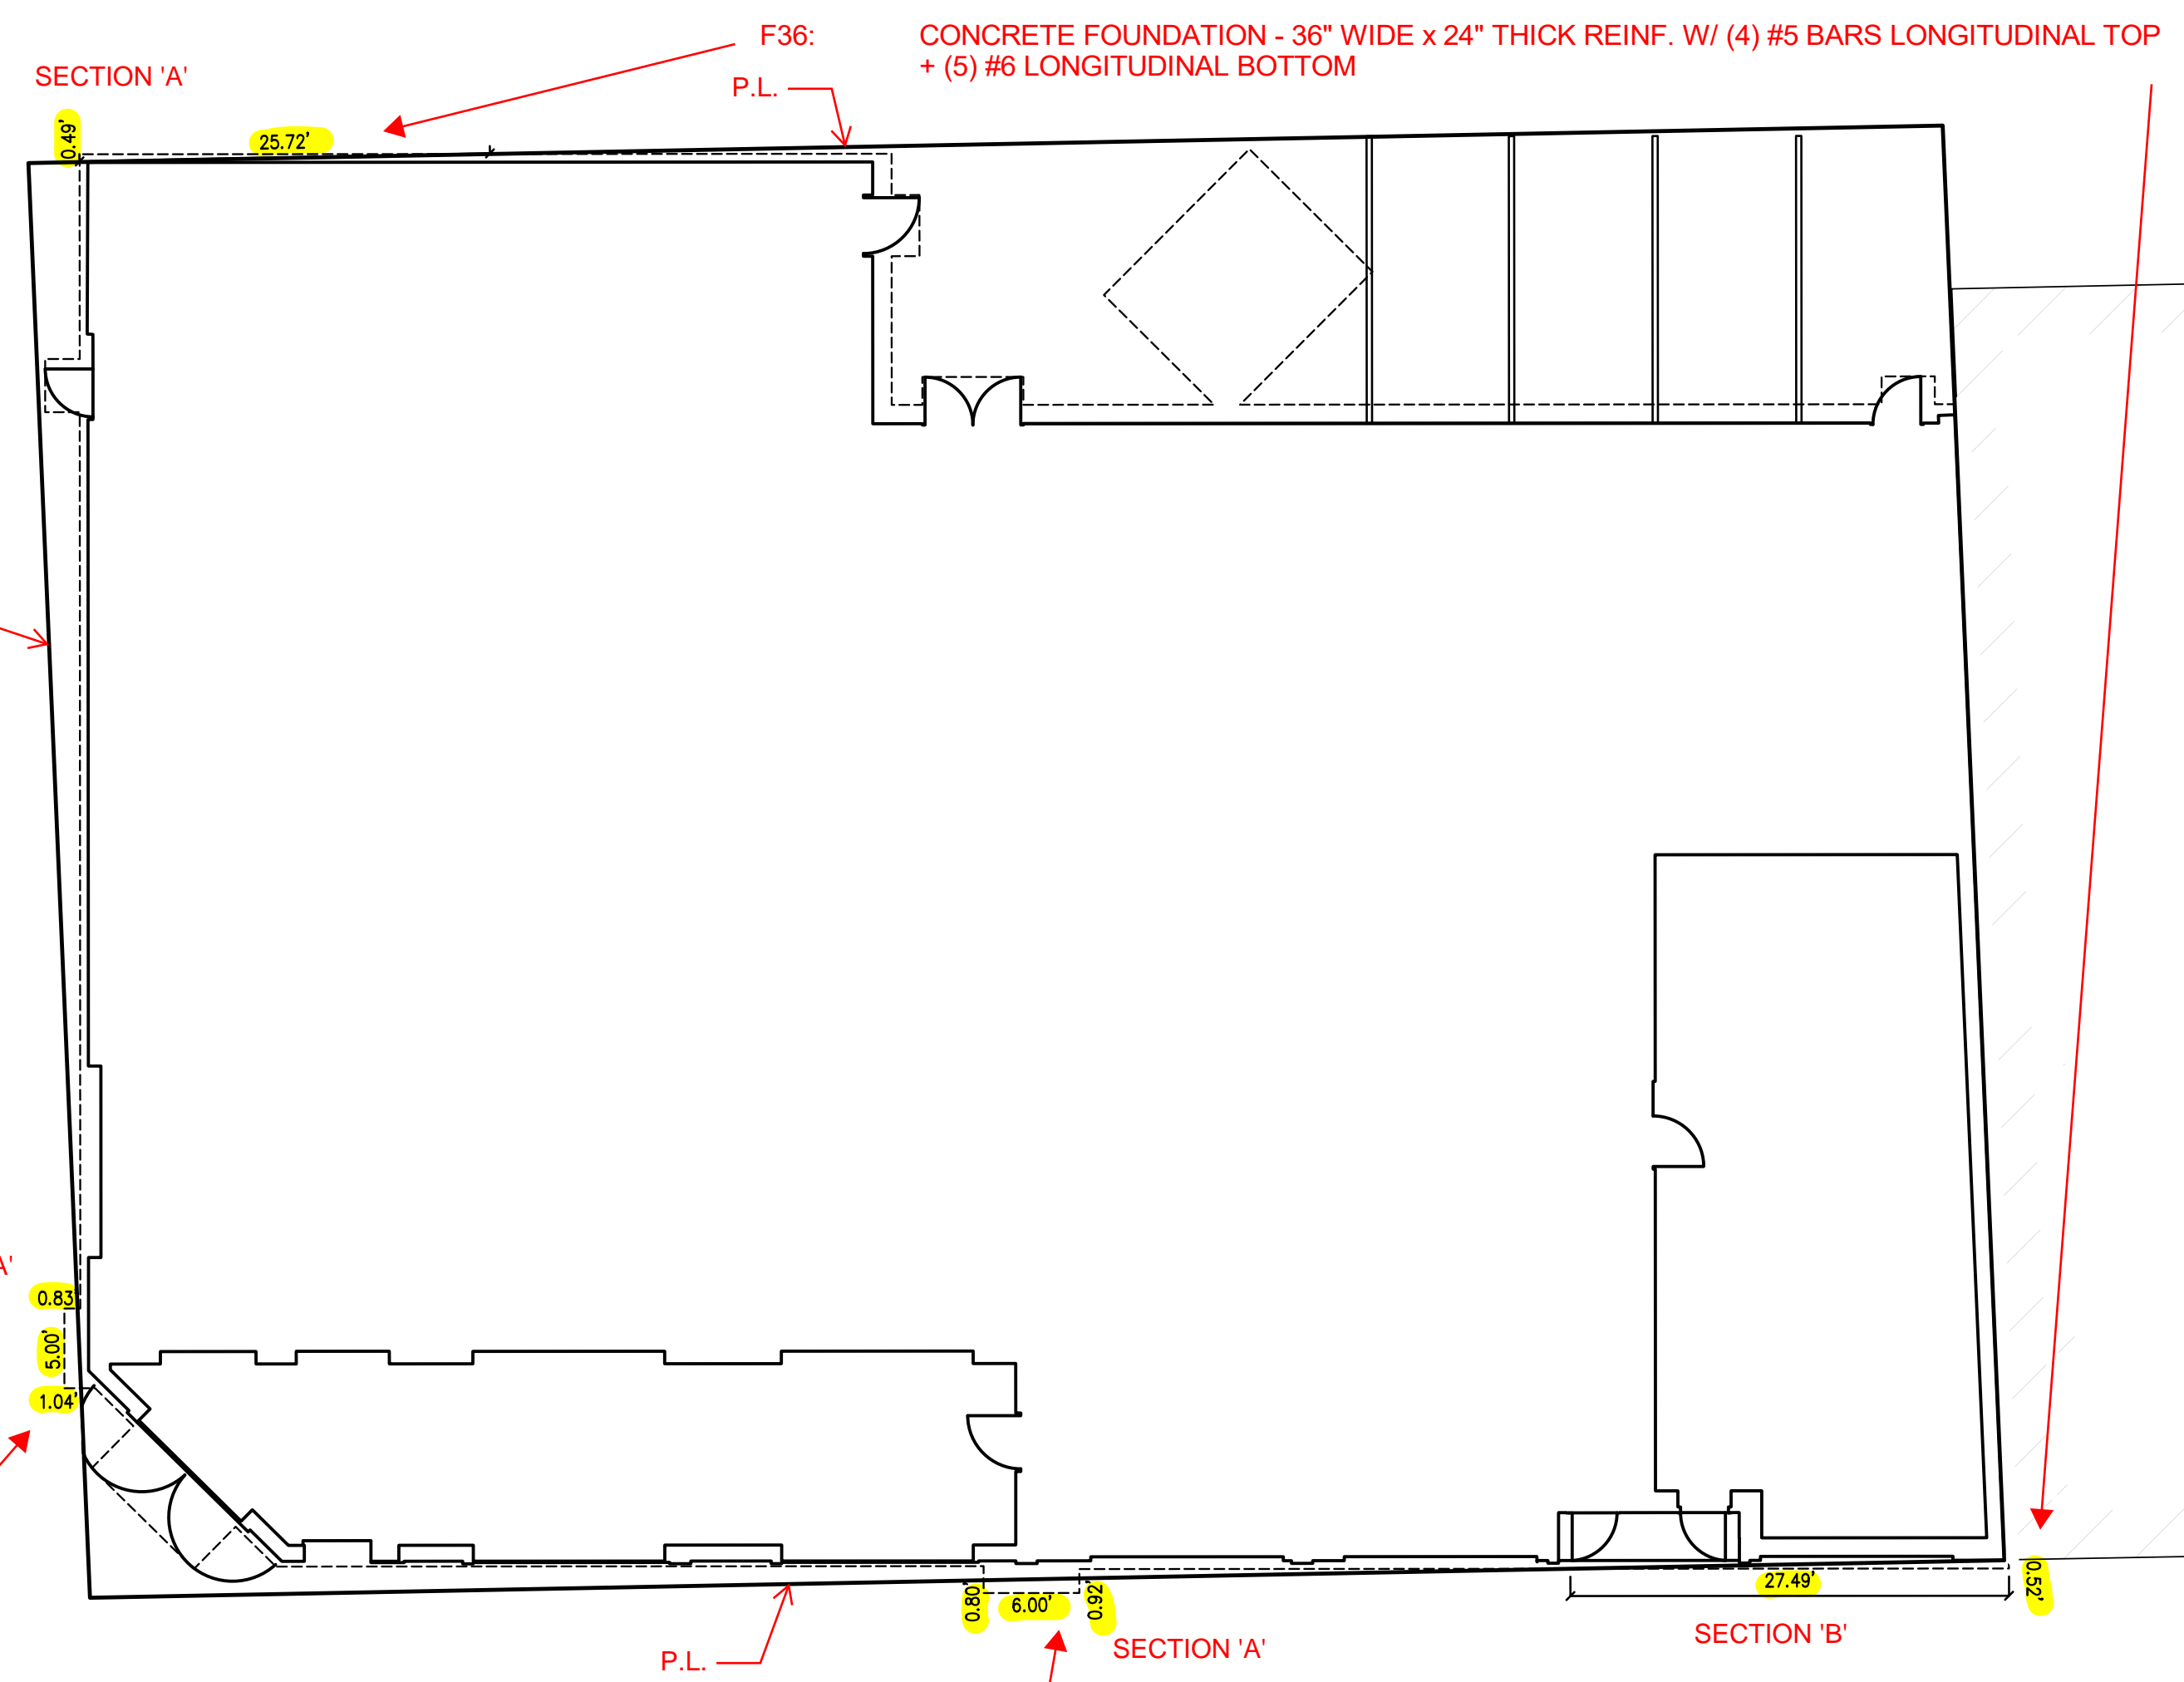 F36:
CONCRETE FOUNDATION - 36" WIDE x 24" THICK REINF. W/ (4) #5 BARS LONGITUDINAL TOP
+ (5) #6 LONGITUDINAL BOTTOM
SECTION 'A'
P.L.
0.49'
25.72'
A'
0.83'
5.00'
1.04'
0.80'
6.00'
0.92'
27.49'
0.52'
SECTION 'B'
SECTION 'A'
P.L.